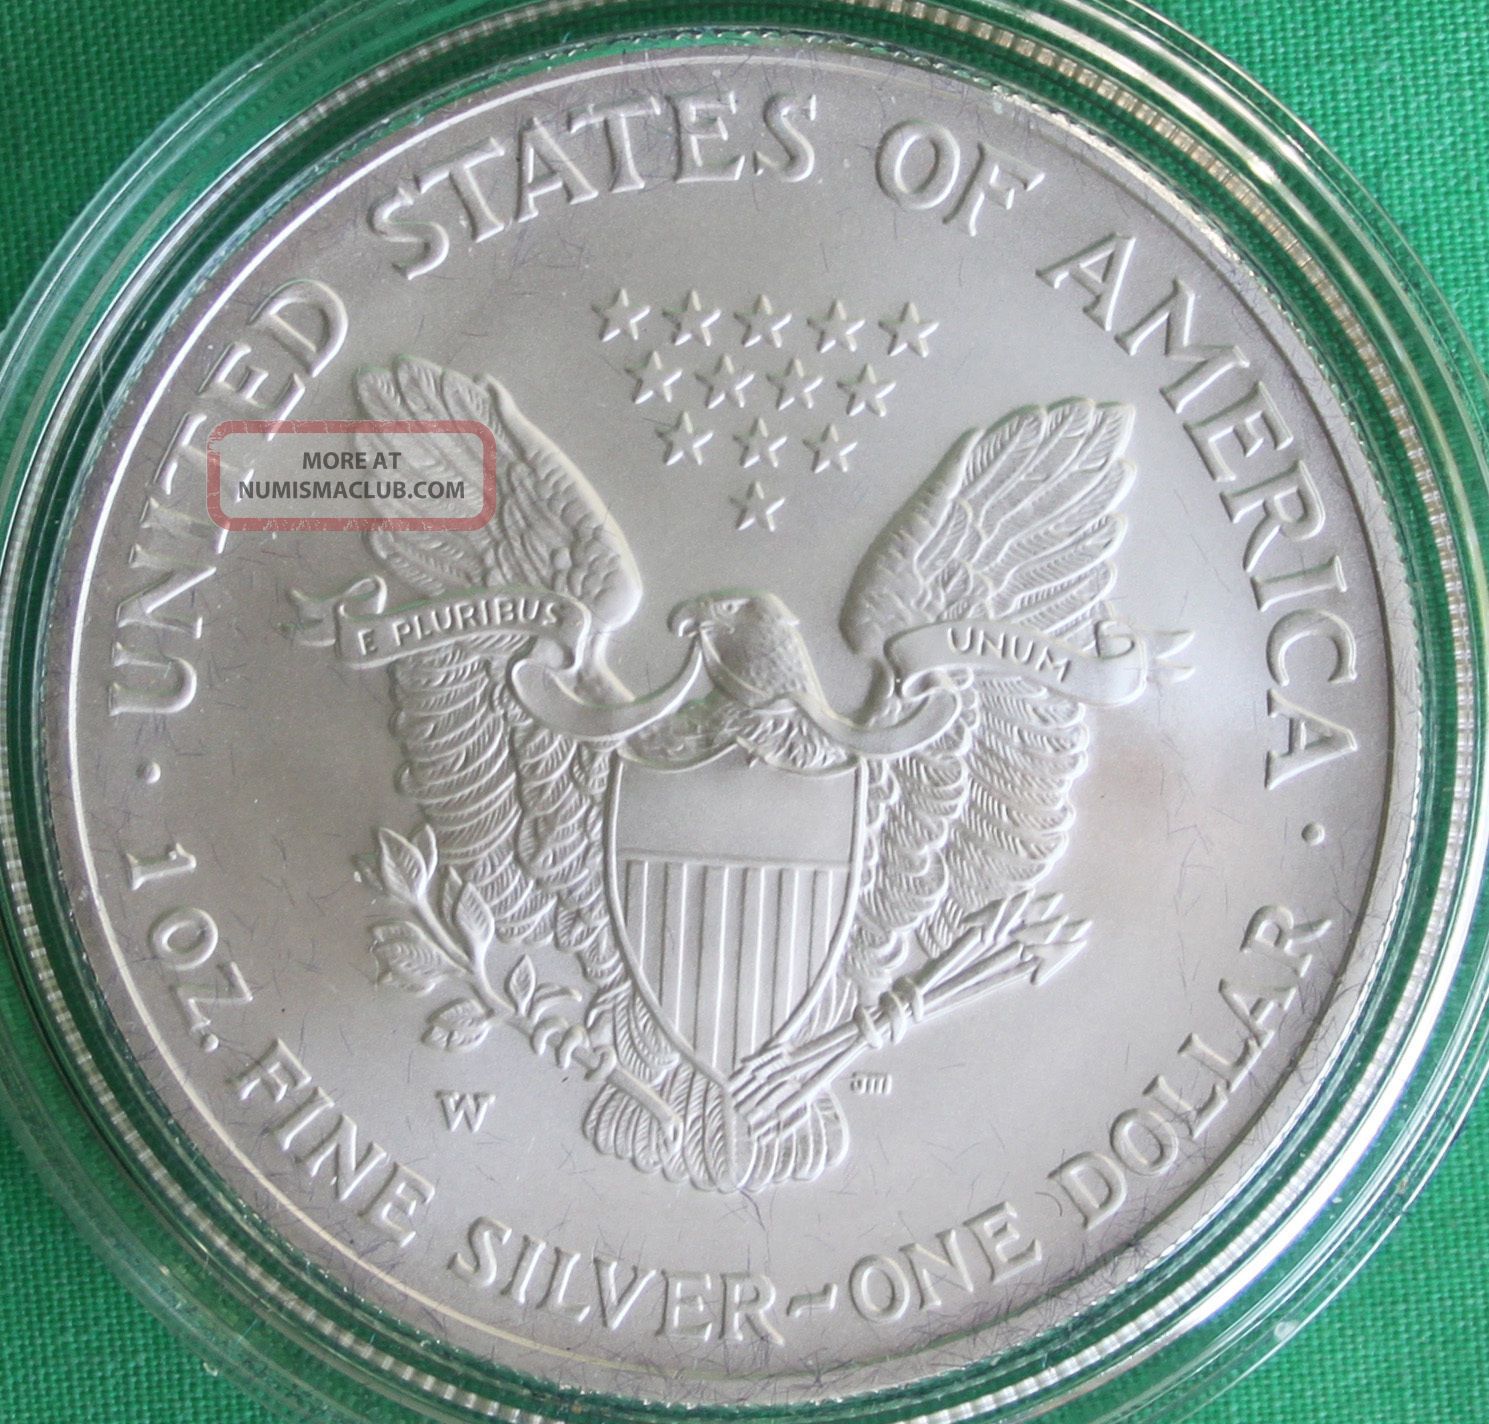 · UNITED STATES OF AMERICA ·
1 OZ. FINE SILVER~ONE DOLLAR
MORE AT
NUMISMACLUB.COM
E PLURIBUS UNUM
W